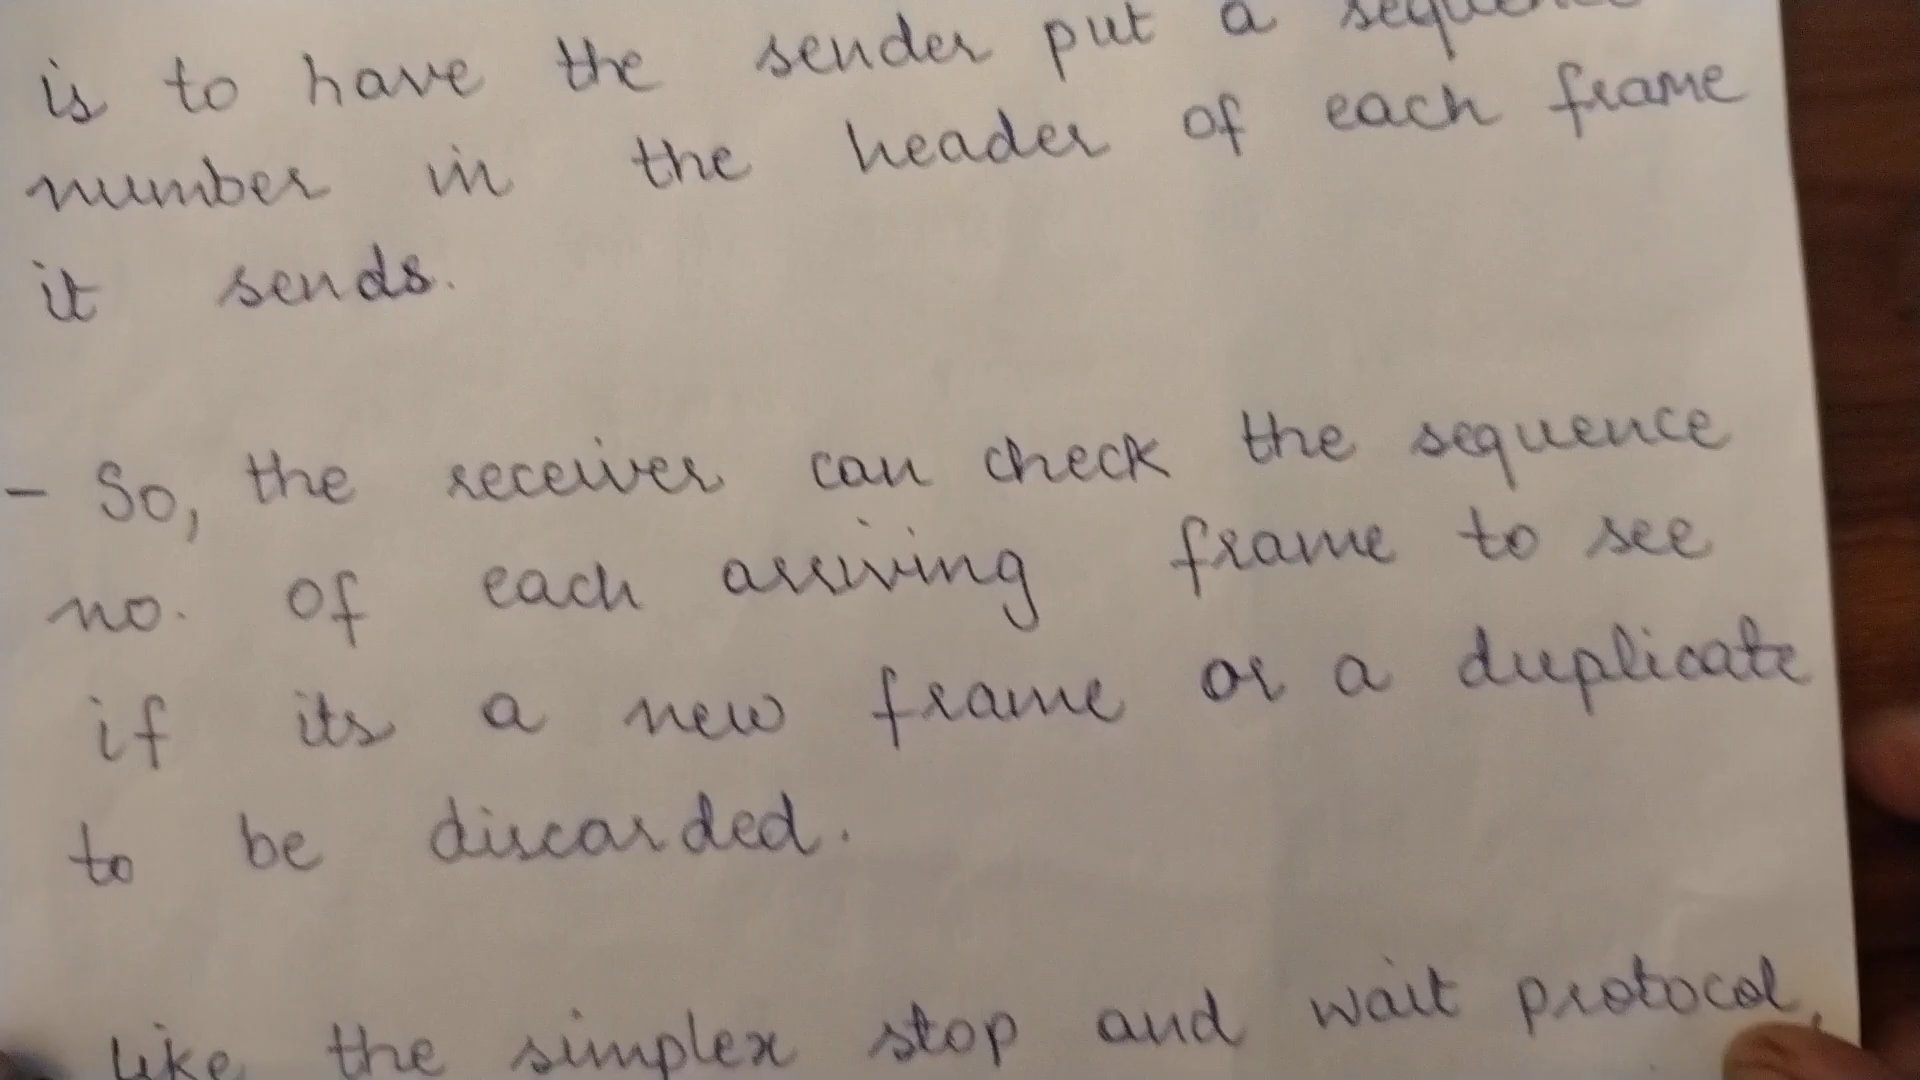 is to have the sender put a sequence
number in the header of each frame
it sends.
- So, the receiver can check the sequence
no. of each arriving frame to see
if its a new frame or a duplicate
to be discarded.
like the simplex stop and wait protocol,